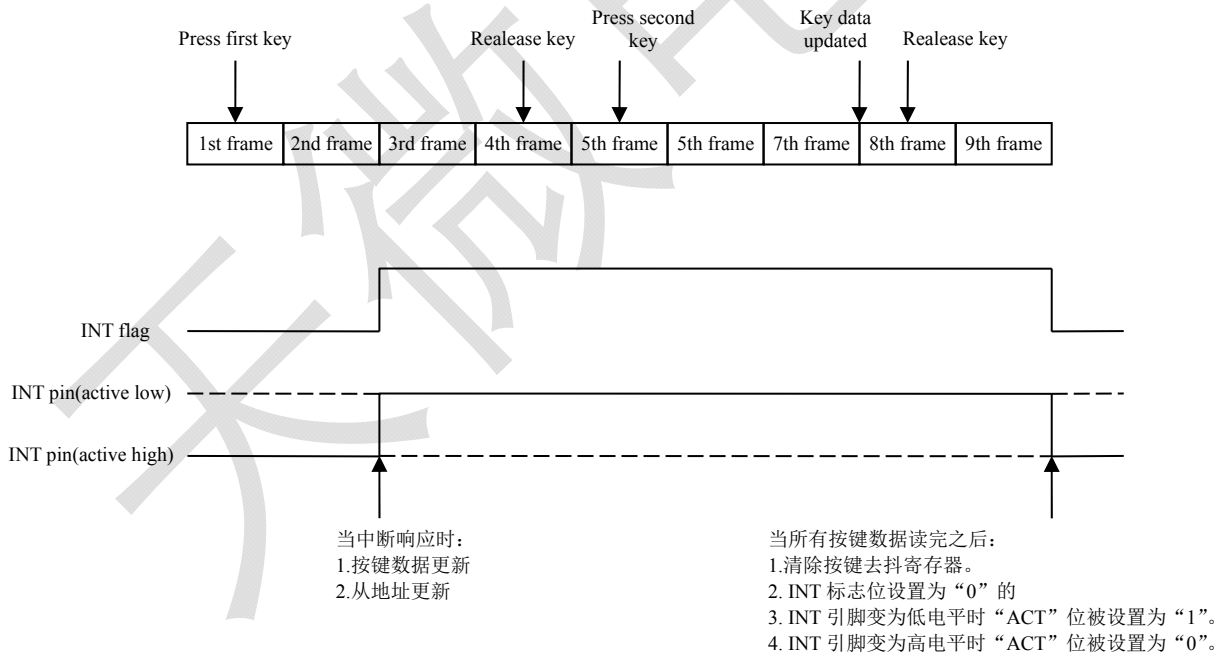 Press first key
Realease key
Press second
key
Key data
updated
Realease key
1st frame 2nd frame 3rd frame 4th frame 5th frame 5th frame 7th frame 8th frame 9th frame
INT flag
INT pin(active low)
INT pin(active high)
当中断响应时:
1.按键数据更新
2.从地址更新
当所有按键数据读完之后:
1.清除按键去抖寄存器。
2. INT 标志位设置为“0”的
3. INT 引脚变为低电平时“ACT”位被设置为“1”。
4. INT 引脚变为高电平时“ACT”位被设置为“0”。
天微电